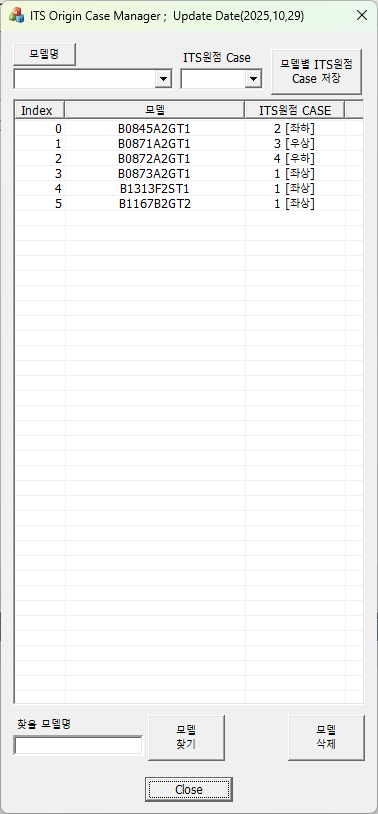 ITS Origin Case Manager ;  Update Date(2025,10,29)
모델명
ITS원점 Case
모델별 ITS원점
Case 저장
Index 모델 ITS원점 CASE
0 B0845A2GT1 2 [좌하]
1 B0871A2GT1 3 [우상]
2 B0872A2GT1 4 [우하]
3 B0873A2GT1 1 [좌상]
4 B1313F2ST1 1 [좌상]
5 B1167B2GT2 1 [좌상]
찾을 모델명
모델
찾기
모델
삭제
Close